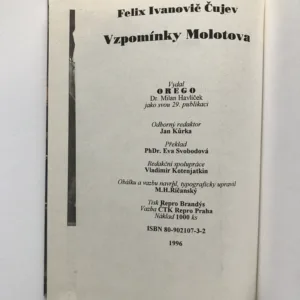 Felix Ivanovič Čujev
Vzpomínky Molotova
Vydal
OREGO
Dr. Milan Havlíček
jako svou 29. publikaci
Odborný redaktor
Jan Kůrka
Překlad
PhDr. Eva Svobodová
Redakční spolupráce
Vladimir Kotenjatkin
Obálku a vazbu navrhl, typograficky upravil
M.H.Říčanský
Tisk Repro Brandýs
Vazba ČTK Repro Praha
Náklad 1000 ks
ISBN 80-902107-3-2
1996